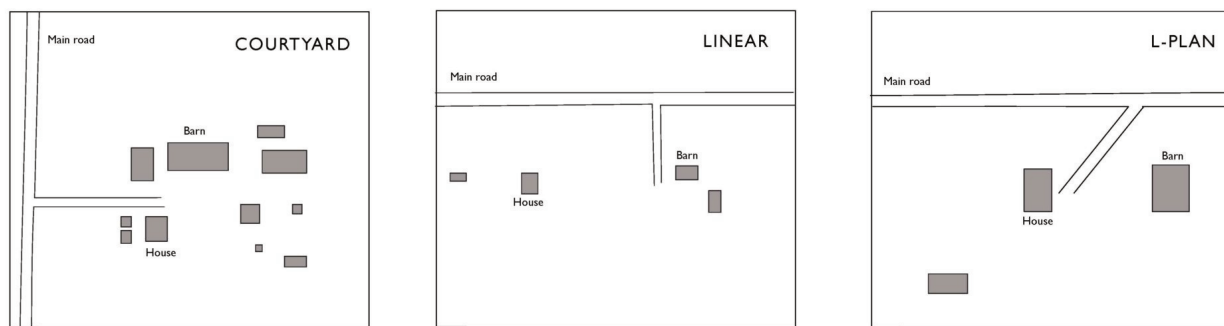 Main road
COURTYARD
Barn
House
LINEAR
Main road
Barn
House
L-PLAN
Main road
Barn
House